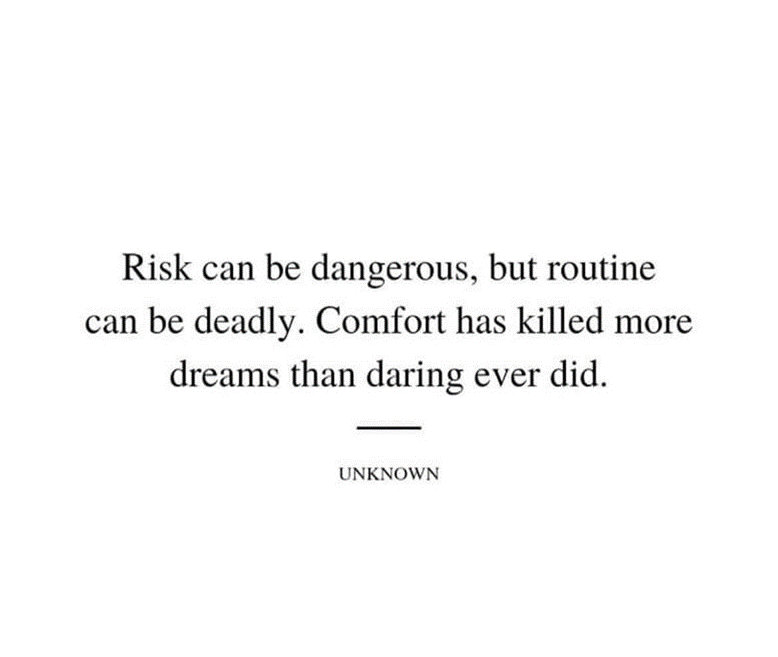 Risk can be dangerous, but routine
can be deadly. Comfort has killed more
dreams than daring ever did.
UNKNOWN